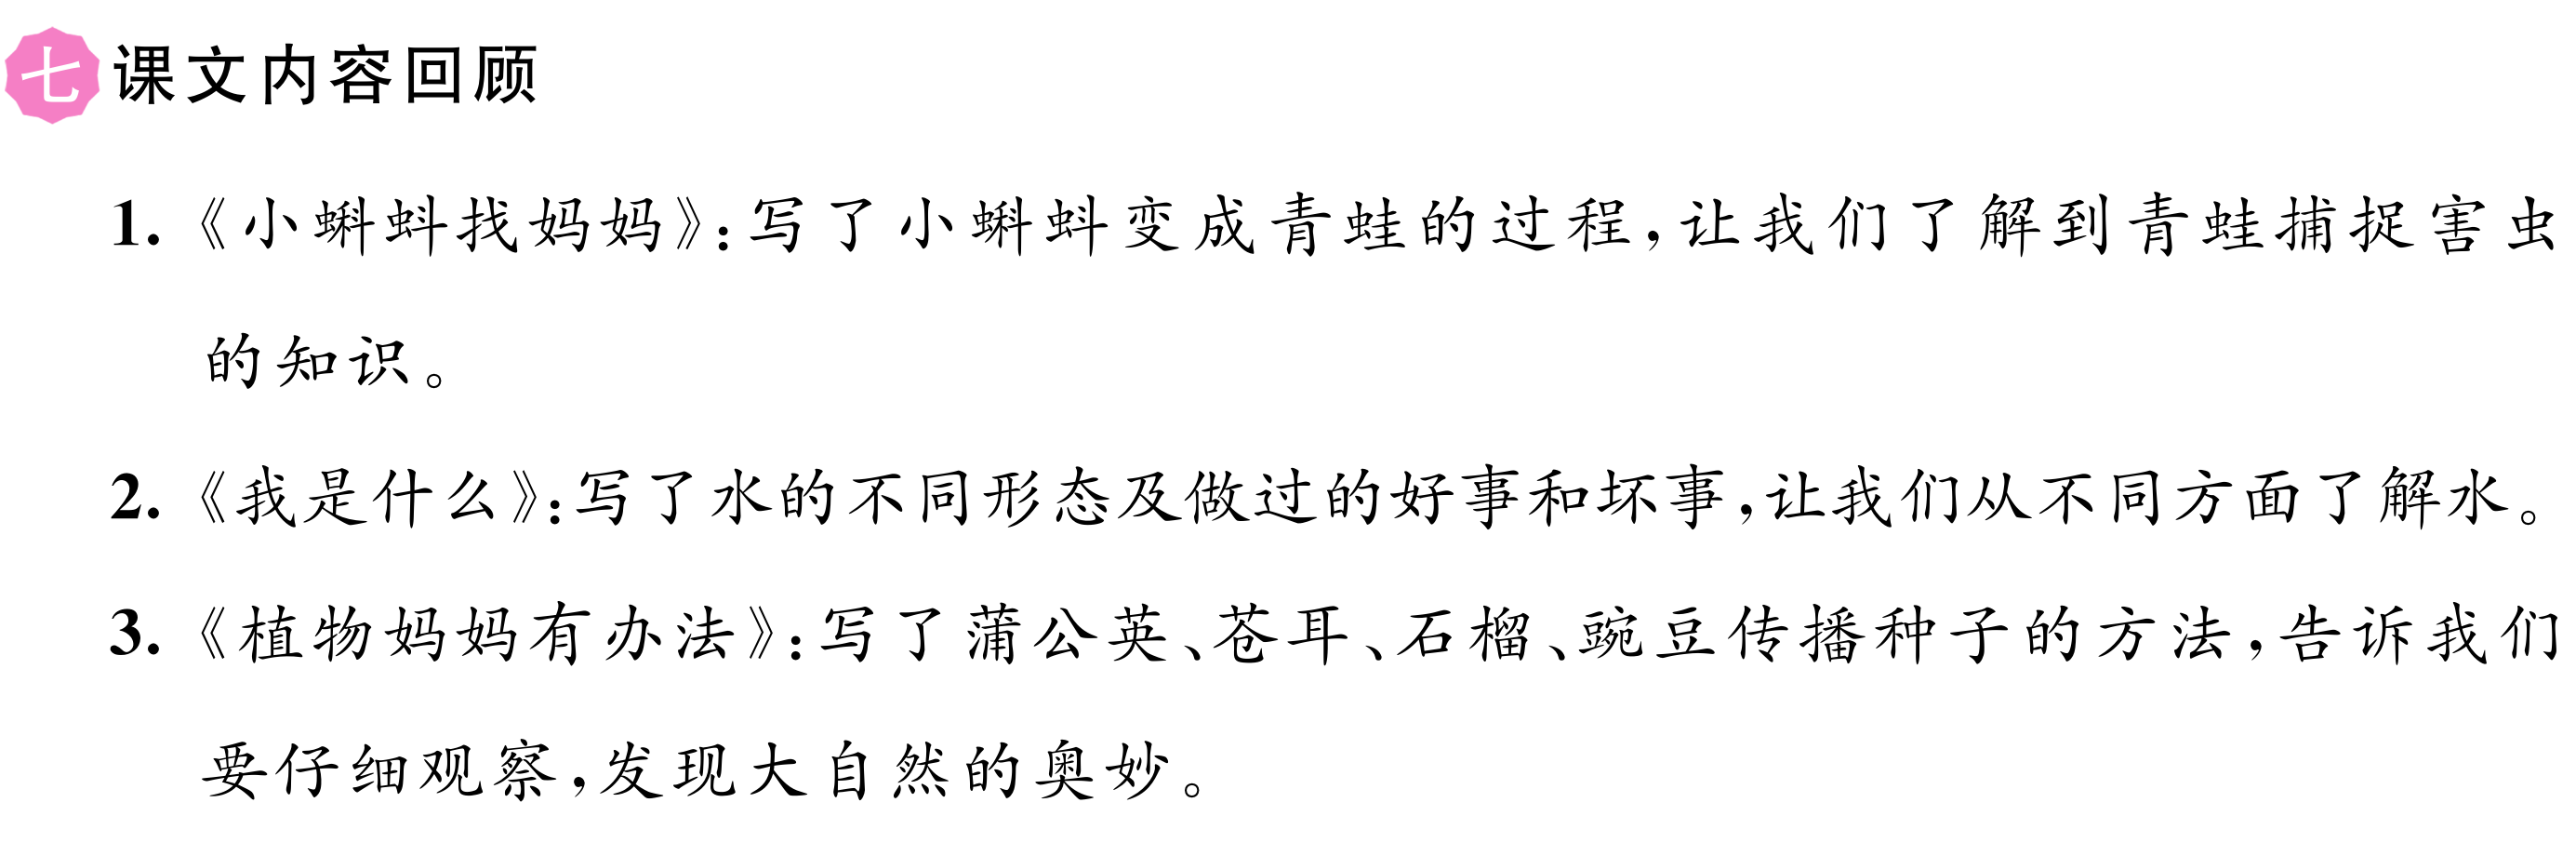 七 课文内容回顾
1.《小蝌蚪找妈妈》:写了小蝌蚪变成青蛙的过程,让我们了解到青蛙捕捉害虫
的知识。
2.《我是什么》:写了水的不同形态及做过的好事和坏事,让我们从不同方面了解水。
3.《植物妈妈有办法》:写了蒲公英、苍耳、石榴、豌豆传播种子的方法,告诉我们
要仔细观察,发现大自然的奥妙。